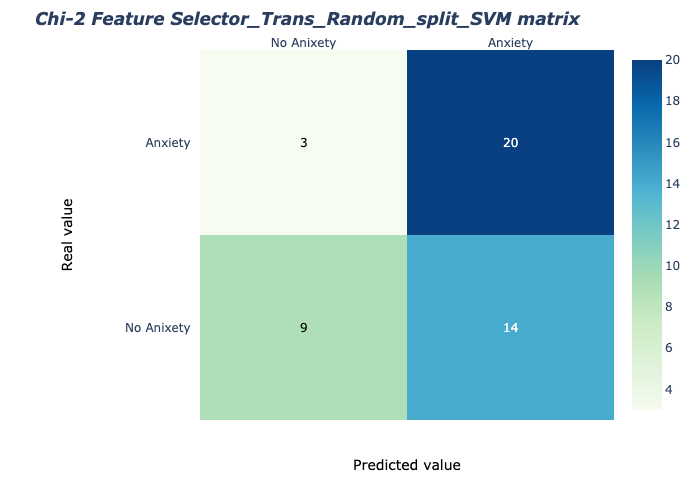 Chi-2 Feature Selector_Trans_Random_split_SVM matrix
No Anixety
Anxiety
20
18
16
14
12
10
8
6
4
Anxiety
3
20
Real value
No Anixety
9
14
Predicted value